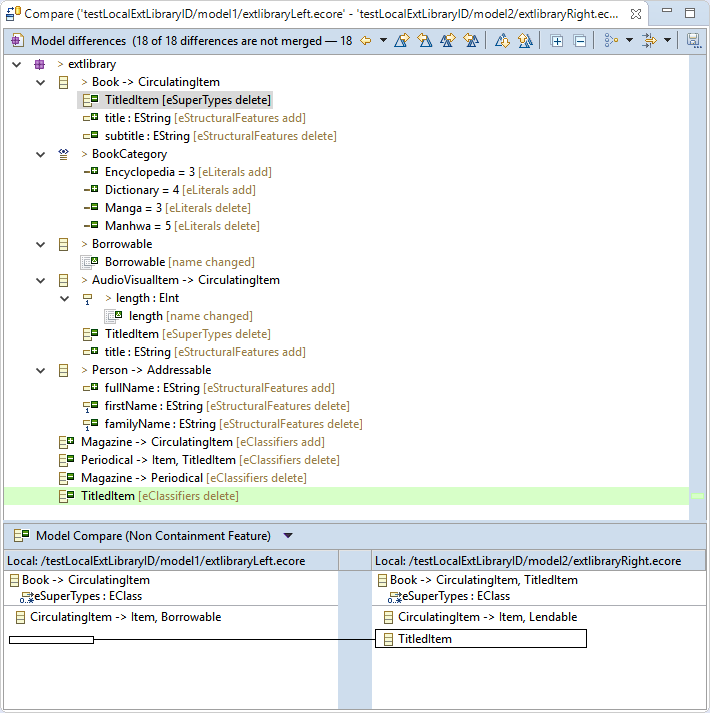 Compare ('testLocalExtLibraryID/model1/extlibraryLeft.ecore' - 'testLocalExtLibraryID/model2/extlibraryRight.ec...
Model differences (18 of 18 differences are not merged — 18
> extlibrary
> Book -> CirculatingItem
TitledItem [eSuperTypes delete]
title : EString [eStructuralFeatures add]
subtitle : EString [eStructuralFeatures delete]
> BookCategory
Encyclopedia = 3 [eLiterals add]
Dictionary = 4 [eLiterals add]
Manga = 3 [eLiterals delete]
Manhwa = 5 [eLiterals delete]
> Borrowable
Borrowable [name changed]
> AudioVisualItem -> CirculatingItem
> length : EInt
length [name changed]
TitledItem [eSuperTypes delete]
title : EString [eStructuralFeatures add]
> Person -> Addressable
fullName : EString [eStructuralFeatures add]
firstName : EString [eStructuralFeatures delete]
familyName : EString [eStructuralFeatures delete]
Magazine -> CirculatingItem [eClassifiers add]
Periodical -> Item, TitledItem [eClassifiers delete]
Magazine -> Periodical [eClassifiers delete]
TitledItem [eClassifiers delete]
Model Compare (Non Containment Feature)
Local: /testLocalExtLibraryID/model1/extlibraryLeft.ecore
Local: /testLocalExtLibraryID/model2/extlibraryRight.ecore
Book -> CirculatingItem
Book -> CirculatingItem, TitledItem
eSuperTypes : EClass
eSuperTypes : EClass
CirculatingItem -> Item, Borrowable
CirculatingItem -> Item, Lendable
TitledItem